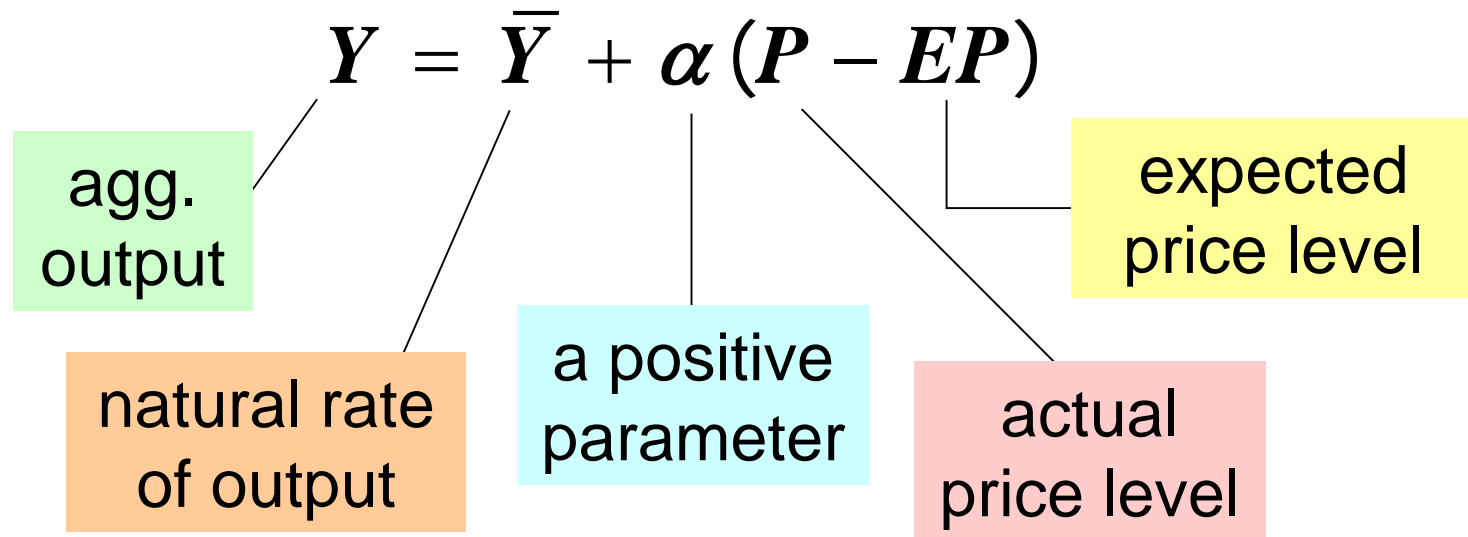 Y = Y̅ + α (P − EP)
agg.
output
expected
price level
natural rate
of output
a positive
parameter
actual
price level